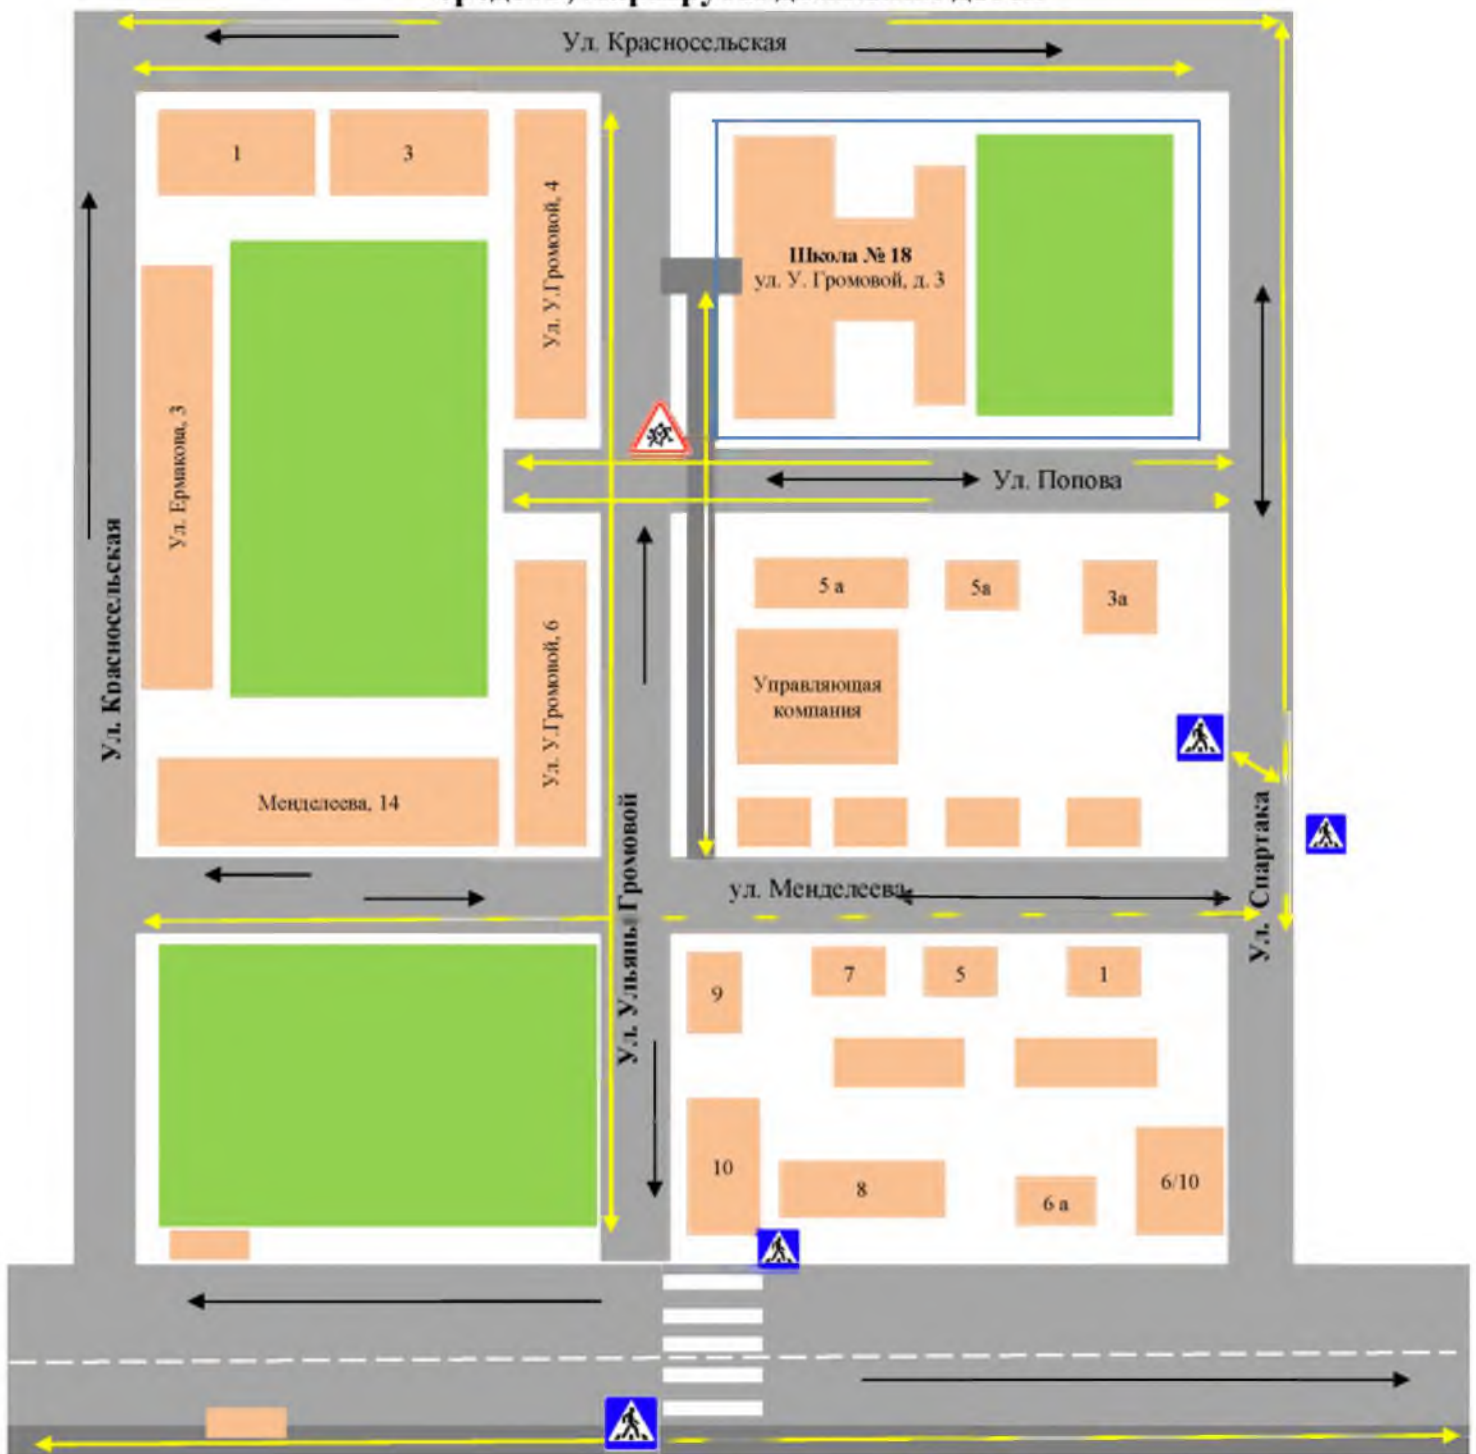 Ул. Красносельская
1
3
Ул. У.Громовой, 4
Школа № 18
ул. У. Громовой, д. 3
Ул. Ермакова, 3
Ул. Попова
Ул. Красносельская
5 а
5а
3а
Ул. У.Громовой, 6
Управляющая
компания
Менделеева, 14
Ул. Ульяны Громовой
ул. Менделеева
Ул. Спартака
9
7
5
1
10
8
6 а
6/10